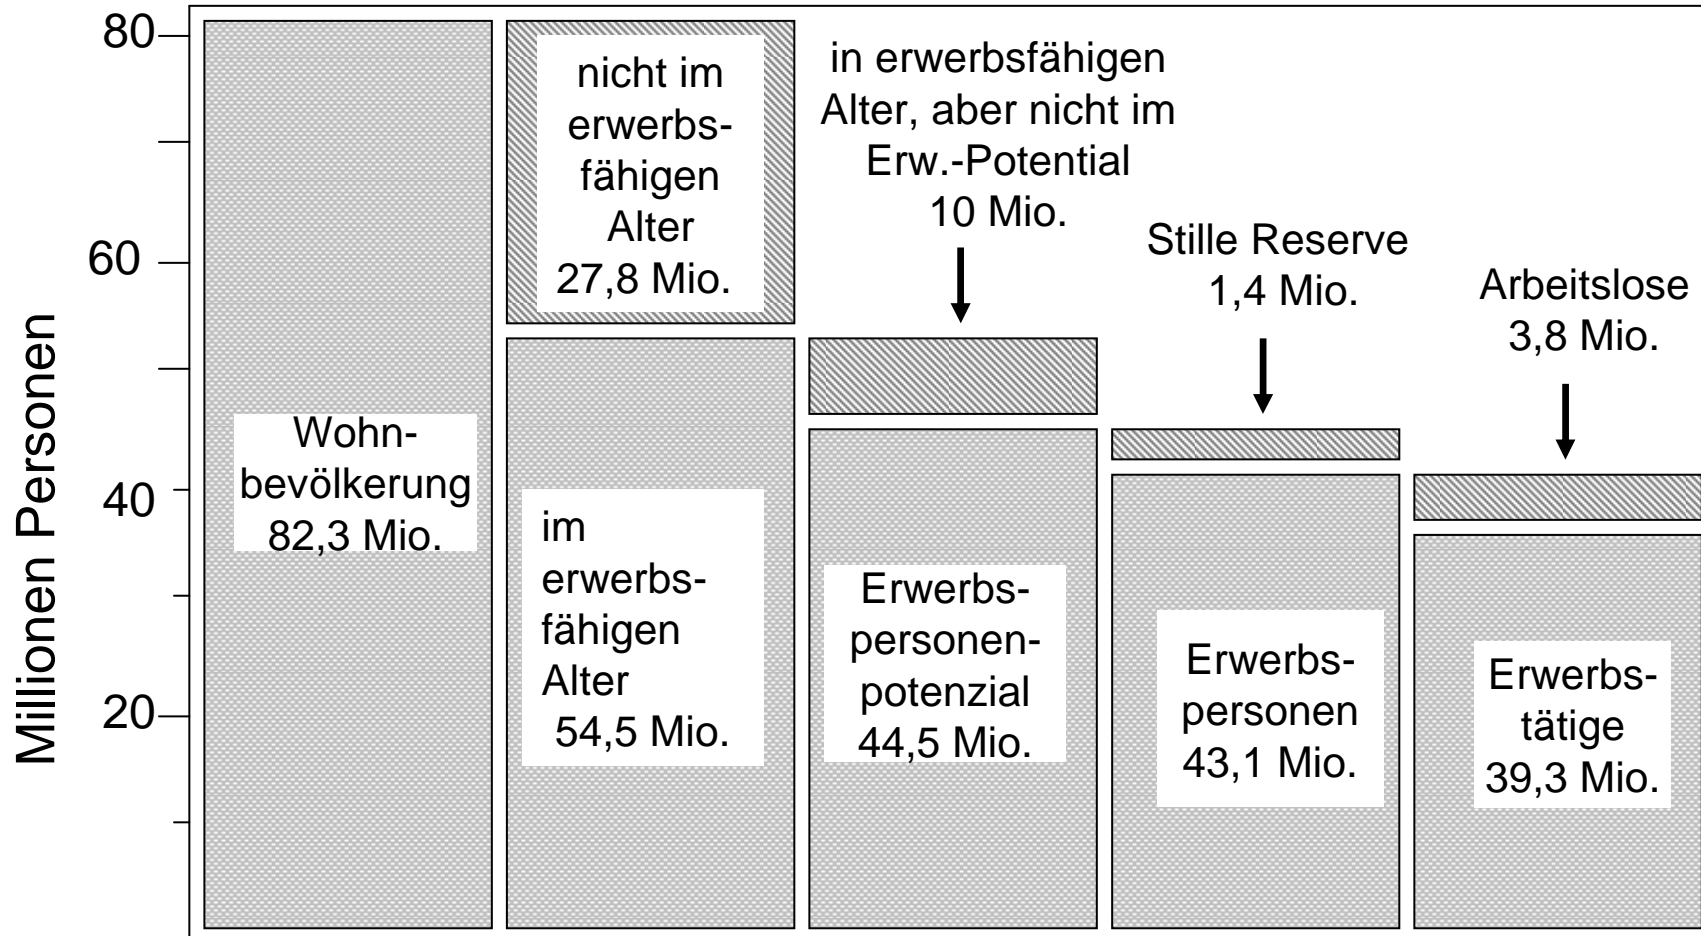 Millionen Personen
80
60
40
20
Wohn-
bevölkerung
82,3 Mio.
nicht im
erwerbs-
fähigen
Alter
27,8 Mio.
im
erwerbs-
fähigen
Alter
54,5 Mio.
in erwerbsfähigen
Alter, aber nicht im
Erw.-Potential
10 Mio.
Erwerbs-
personen-
potenzial
44,5 Mio.
Stille Reserve
1,4 Mio.
Erwerbs-
personen
43,1 Mio.
Arbeitslose
3,8 Mio.
Erwerbs-
tätige
39,3 Mio.